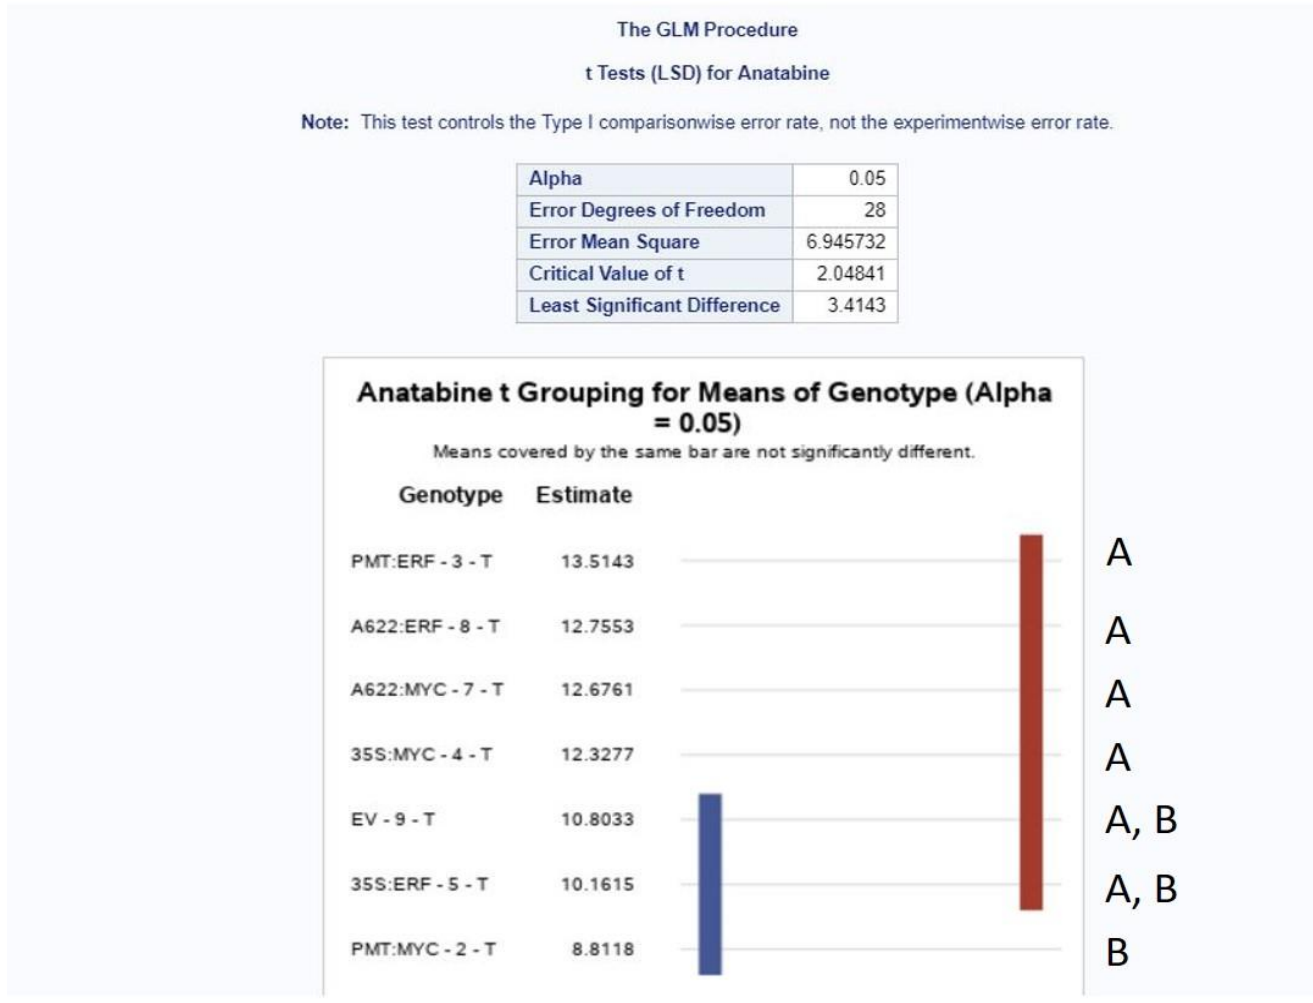 The GLM Procedure
t Tests (LSD) for Anatabine
Note: This test controls the Type I comparisonwise error rate, not the experimentwise error rate.
Alpha 0.05
Error Degrees of Freedom 28
Error Mean Square 6.945732
Critical Value of t 2.04841
Least Significant Difference 3.4143
Anatabine t Grouping for Means of Genotype (Alpha
= 0.05)
Means covered by the same bar are not significantly different.
Genotype Estimate
PMT:ERF - 3 - T 13.5143 A
A622:ERF - 8 - T 12.7553 A
A622:MYC - 7 - T 12.6761 A
35S:MYC - 4 - T 12.3277 A
EV - 9 - T 10.8033 A, B
35S:ERF - 5 - T 10.1615 A, B
PMT:MYC - 2 - T 8.8118 B